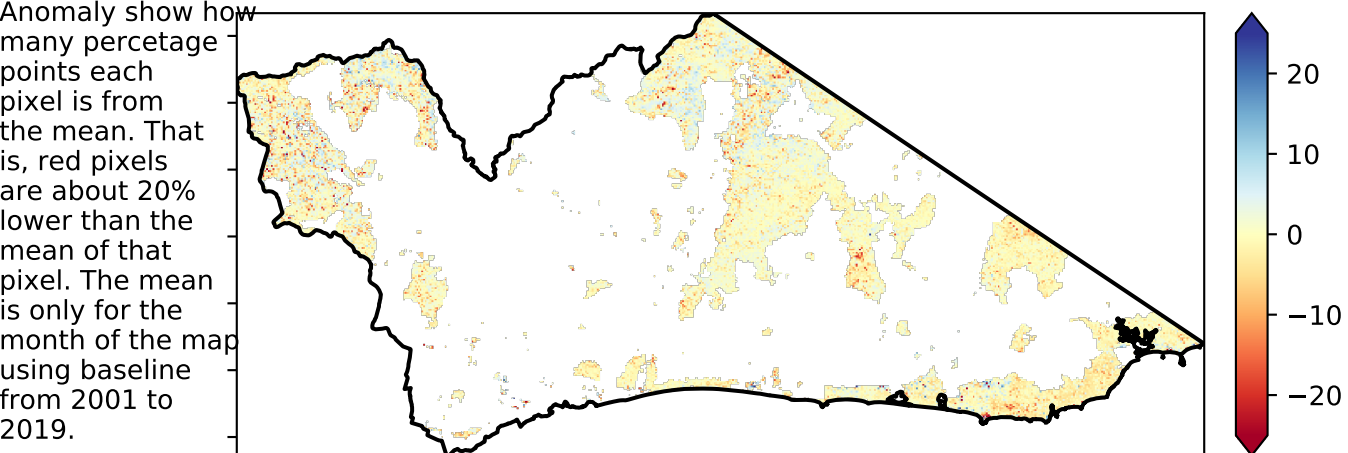 Anomaly show how
many percetage
points each
pixel is from
the mean. That
is, red pixels
are about 20%
lower than the
mean of that
pixel. The mean
is only for the
month of the map
using baseline
from 2001 to
2019.
20
10
0
−10
−20